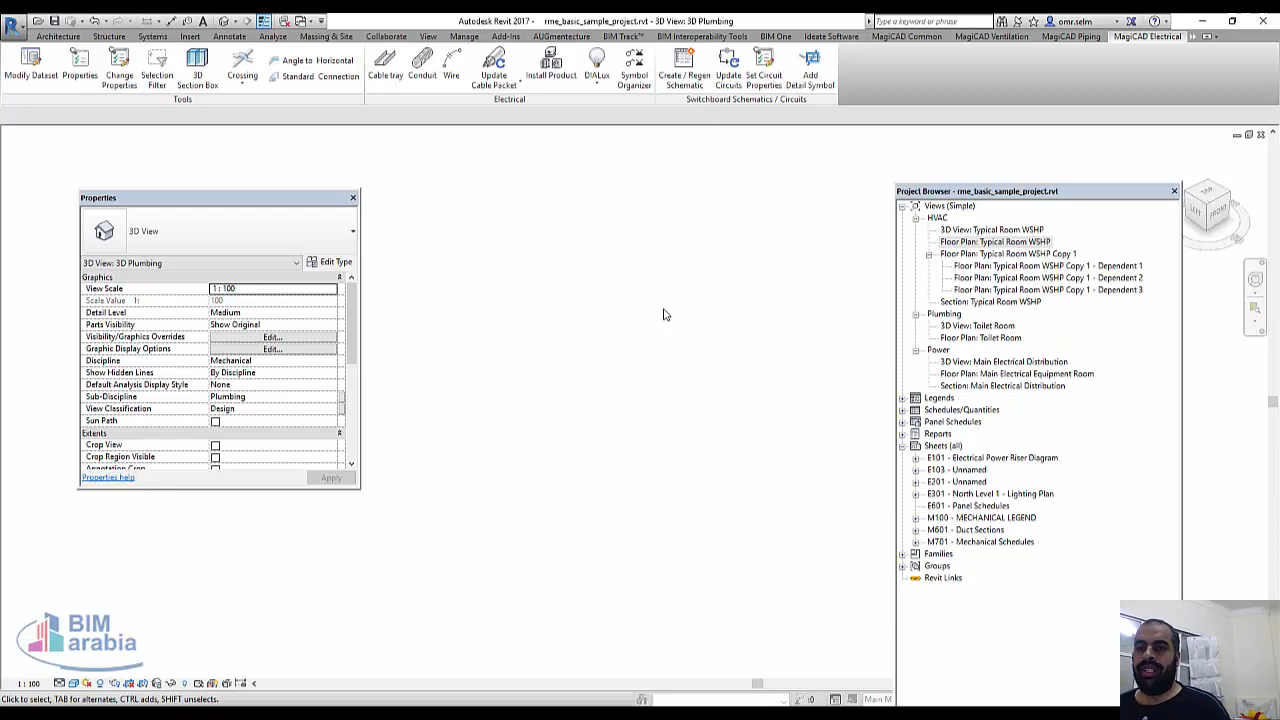 Autodesk Revit 2017 - rme_basic_sample_project.rvt - 3D View: 3D Plumbing
Type a keyword or phrase
omr.selm
Architecture Structure Systems Insert Annotate Analyze Massing & Site Collaborate View Manage Add-Ins AUGmentecture BIM Track™ BIM Interoperability Tools BIM One Ideate Software MagiCAD Common MagiCAD Ventilation MagiCAD Piping MagiCAD Electrical
Modify Dataset
Properties
Change Properties
Selection Filter
3D Section Box
Crossing
Angle to Horizontal
Standard Connection
Cable tray
Conduit
Wire
Update Cable Packet
Install Product
DIALux
Symbol Organizer
Create / Regen Schematic
Update Circuits
Set Circuit Properties
Add Detail Symbol
Tools
Electrical
Switchboard Schematics / Circuits
Properties
3D View
3D View: 3D Plumbing
Edit Type
Graphics
View Scale 1 : 100
Scale Value 1: 100
Detail Level Medium
Parts Visibility Show Original
Visibility/Graphics Overrides Edit...
Graphic Display Options Edit...
Discipline Mechanical
Show Hidden Lines By Discipline
Default Analysis Display Style None
Sub-Discipline Plumbing
View Classification Design
Sun Path
Extents
Crop View
Crop Region Visible
Annotation Crop
Properties help
Apply
Project Browser - rme_basic_sample_project.rvt
Views (Simple)
HVAC
3D View: Typical Room WSHP
Floor Plan: Typical Room WSHP
Floor Plan: Typical Room WSHP Copy 1
Floor Plan: Typical Room WSHP Copy 1 - Dependent 1
Floor Plan: Typical Room WSHP Copy 1 - Dependent 2
Floor Plan: Typical Room WSHP Copy 1 - Dependent 3
Section: Typical Room WSHP
Plumbing
3D View: Toilet Room
Floor Plan: Toilet Room
Power
3D View: Main Electrical Distribution
Floor Plan: Main Electrical Equipment Room
Section: Main Electrical Distribution
Legends
Schedules/Quantities
Panel Schedules
Reports
Sheets (all)
E101 - Electrical Power Riser Diagram
E103 - Unnamed
E201 - Unnamed
E301 - North Level 1 - Lighting Plan
E601 - Panel Schedules
M100 - MECHANICAL LEGEND
M601 - Duct Sections
M701 - Mechanical Schedules
Families
Groups
Revit Links
TOP
LEFT
FRONT
BIM
arabia
1 : 100
Click to select, TAB for alternates, CTRL adds, SHIFT unselects.
:0
Main M